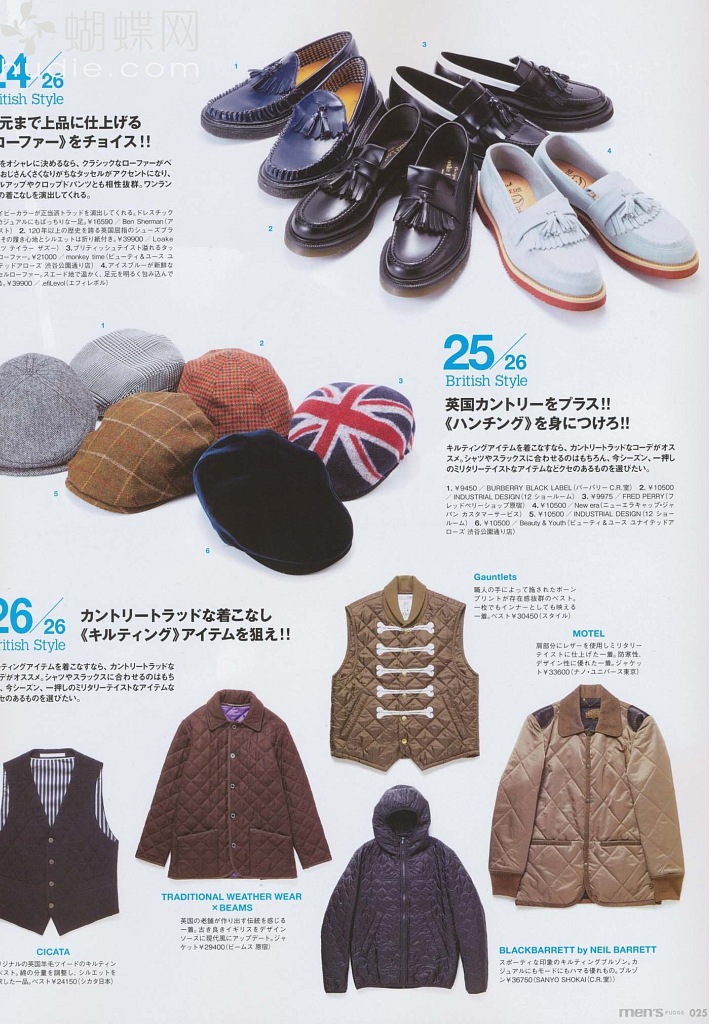 蝴蝶网
hudie.com
24/26
British Style
元まで上品に仕上げる
ローファー》をチョイス!!
をオシャレに決めるなら、クラシックなローファーがベ
おじさんくさくなりがちなタッセルがアクセントになり、
ルアップやクロップドパンツとも相性抜群。ワンラン
の着こなしを演出してくれる。
イビーカラーが正当派トラッドを演出してくれる。ドレスチック
カジュアルにもばっちりな一足。¥16590/Ben Sherman(ア
スト) 2. 120年以上の歴史を誇る英国屈指のシューズブラ
その履き心地とシルエットは折り紙付き。¥39900/Loake
ツ テイラー ザズー) 3. ブリティッシュテイスト溢れるタッ
ローファー。¥21000/monkey time(ビューティ&ユース ユ
テッドアローズ 渋谷公園通り店) 4. アイスブルーが新鮮な
セルローファー。スエード地で温かく、足元を明るく包み込んで
る。¥39900/.efiLevol(エフィレボル)
1
2
3
4
1
2
3
5
6
25/26
British Style
英国カントリーをプラス!!
《ハンチング》を身につけろ!!
キルティングアイテムを着こなすなら、カントリートラッドなコーデがオス
スメ。シャツやスラックスに合わせるのはもちろん、今シーズン、一押し
のミリタリーテイストなアイテムなどクセのあるものを選びたい。
1. ¥9450/BURBERRY BLACK LABEL(バーバリー C.R.室) 2. ¥10500
/INDUSTRIAL DESIGN(12 ショールーム) 3. ¥9975/FRED PERRY(フ
レッドペリーショップ原宿) 4. ¥10500/New era(ニューエラキャップ・ジャ
パン カスタマーサービス) 5. ¥10500/INDUSTRIAL DESIGN(12 ショー
ルーム) 6. ¥10500/Beauty & Youth(ビューティ&ユース ユナイテッドア
ローズ 渋谷公園通り店)
26/26
British Style
カントリートラッドな着こなし
《キルティング》アイテムを狙え!!
ティングアイテムを着こなすなら、カントリートラッドな
デがオススメ。シャツやスラックスに合わせるのはもち
、今シーズン、一押しのミリタリーテイストなアイテムな
セのあるものを選びたい。
Gauntlets
職人の手によって施されたボーン
プリントが存在感抜群のベスト。
一枚でもインナーとしても映える
一着。ベスト¥30450(スタイル)
MOTEL
肩部分にレザーを使用しミリタリー
テイストに仕上げた一着。防寒性、
デザイン性に優れた一着。ジャケッ
ト¥33600(ナノ・ユニバース東京)
TRADITIONAL WEATHER WEAR
×BEAMS
英国の老舗が作り出す伝統を感じる
一着。古き良きイギリスをデザイン
ソースに現代風にアップデート。ジャ
ケット¥29400(ビームス 原宿)
CICATA
リジナルの英国羊毛ツイードのキルティン
ベスト。綿の分量を調整し、シルエットを
した一品。ベスト¥24150(シカタ日本)
BLACKBARRETT by NEIL BARRETT
スポーティな印象のキルティングブルゾン。カ
ジュアルにもモードにもハマる優れもの。ブルゾ
ン¥36750(SANYO SHOKAI(C.R.室))
men's FUDGE 025